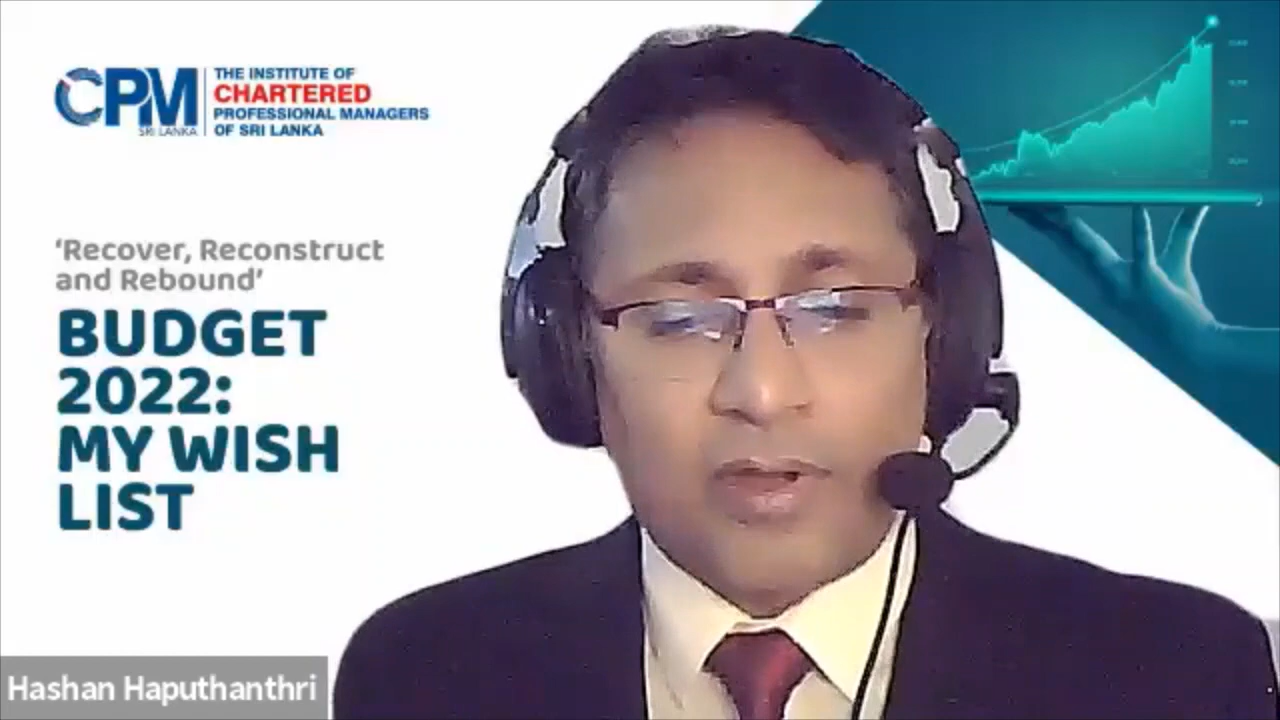 CPM
SRI LANKA
THE INSTITUTE OF
CHARTERED
PROFESSIONAL MANAGERS
OF SRI LANKA
‘Recover, Reconstruct
and Rebound’
BUDGET
2022:
MY WISH
LIST
Hashan Haputhanthri